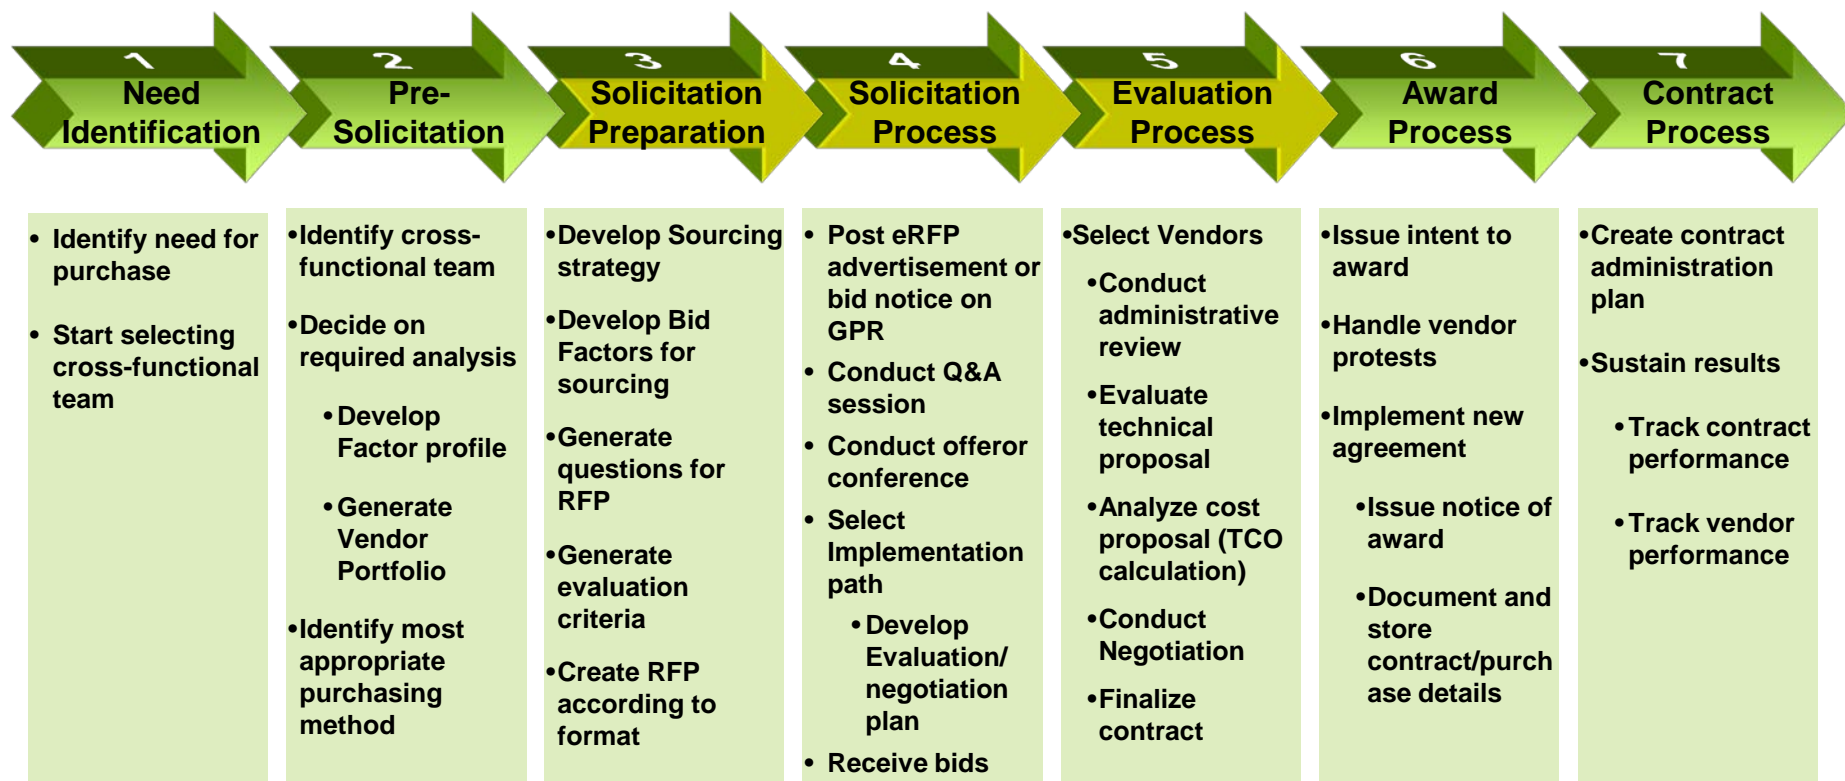 1
Need
Identification
2
Pre-
Solicitation
3
Solicitation
Preparation
4
Solicitation
Process
5
Evaluation
Process
6
Award
Process
7
Contract
Process
• Identify need for
purchase
• Start selecting
cross-functional
team
•Identify cross-
functional team
•Decide on
required analysis
•Develop
Factor profile
•Generate
Vendor
Portfolio
•Identify most
appropriate
purchasing
method
•Develop Sourcing
strategy
•Develop Bid
Factors for
sourcing
•Generate
questions for
RFP
•Generate
evaluation
criteria
•Create RFP
according to
format
• Post eRFP
advertisement or
bid notice on
GPR
• Conduct Q&A
session
• Conduct offeror
conference
• Select
Implementation
path
•Develop
Evaluation/
negotiation
plan
• Receive bids
•Select Vendors
•Conduct
administrative
review
•Evaluate
technical
proposal
•Analyze cost
proposal (TCO
calculation)
•Conduct
Negotiation
•Finalize
contract
•Issue intent to
award
•Handle vendor
protests
•Implement new
agreement
•Issue notice of
award
•Document and
store
contract/purch
ase details
•Create contract
administration
plan
•Sustain results
•Track contract
performance
•Track vendor
performance